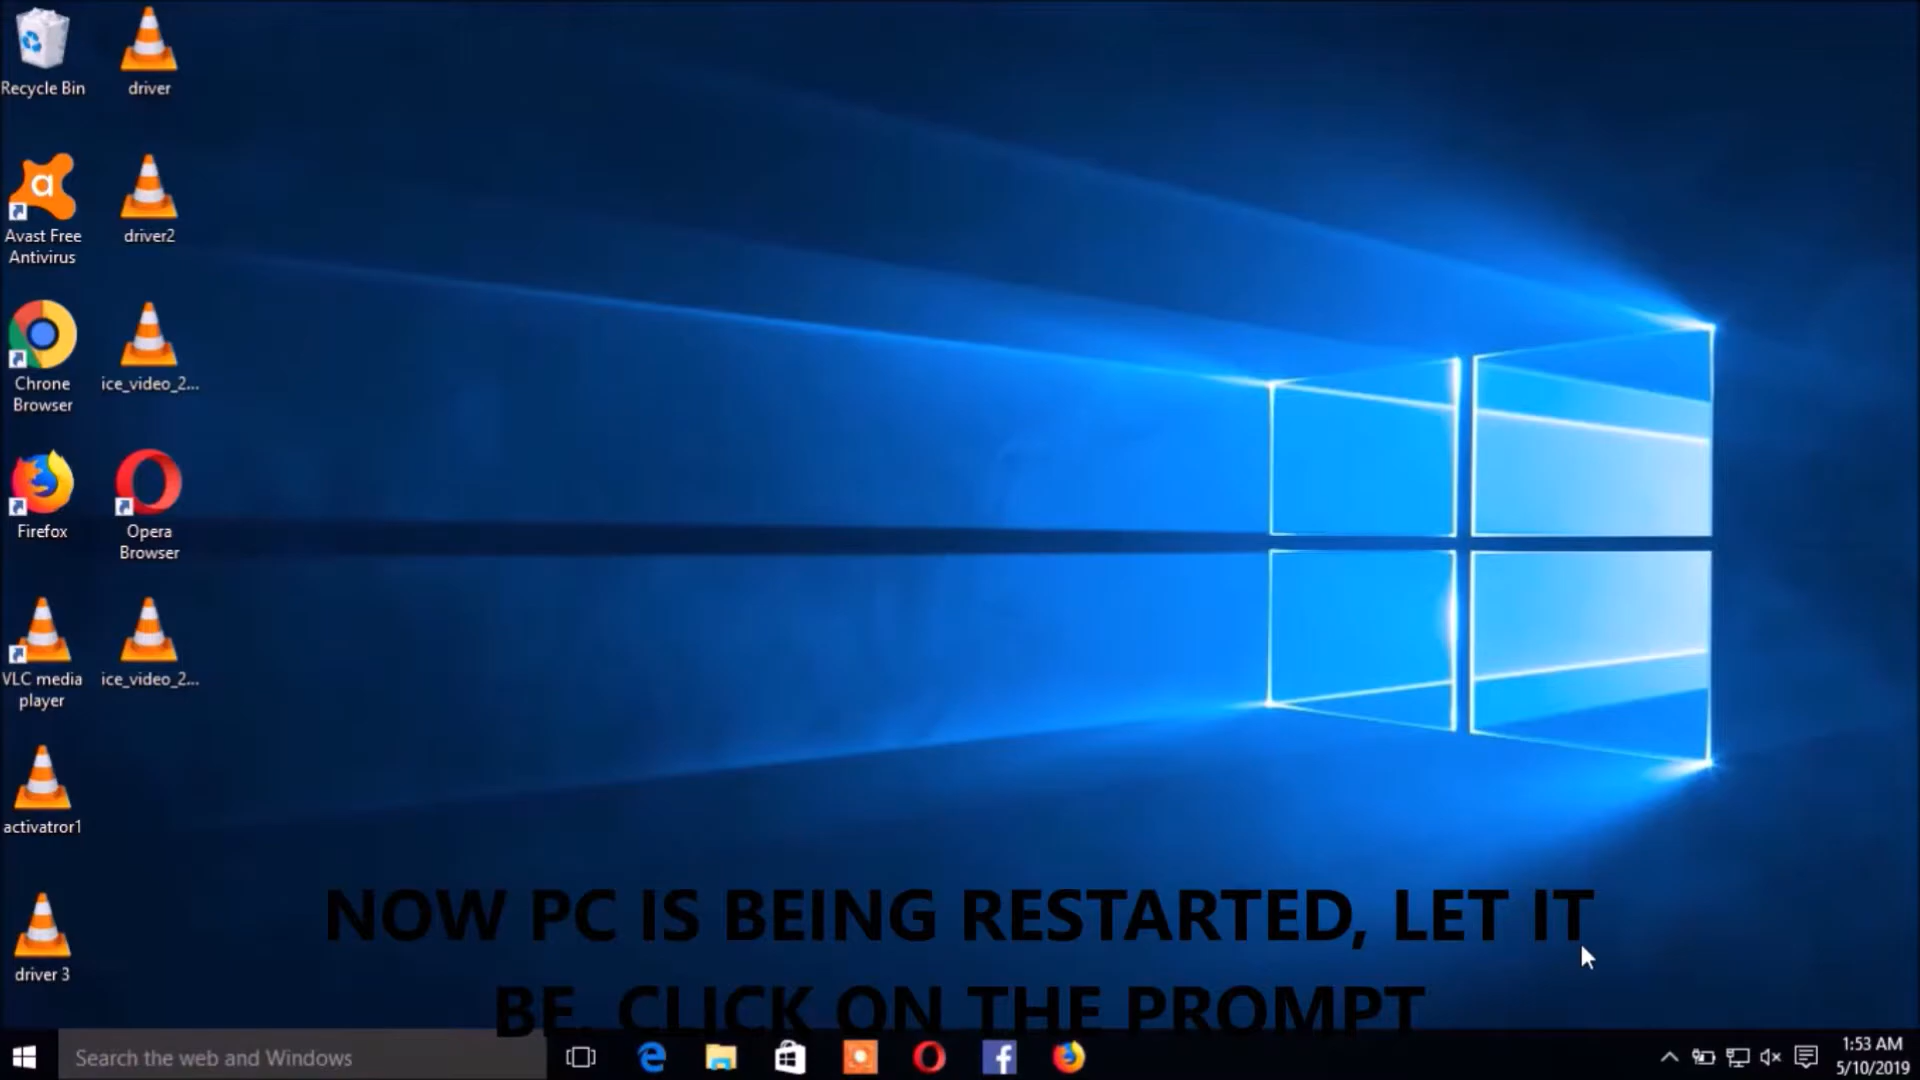 Recycle Bin
driver
Avast Free
Antivirus
driver2
Chrome
Browser
ice_video_2...
Firefox
Opera
Browser
VLC media
player
ice_video_2...
activatror1
driver 3
NOW PC IS BEING RESTARTED, LET IT
BE. CLICK ON THE PROMPT
Search the web and Windows
1:53 AM
5/10/2019